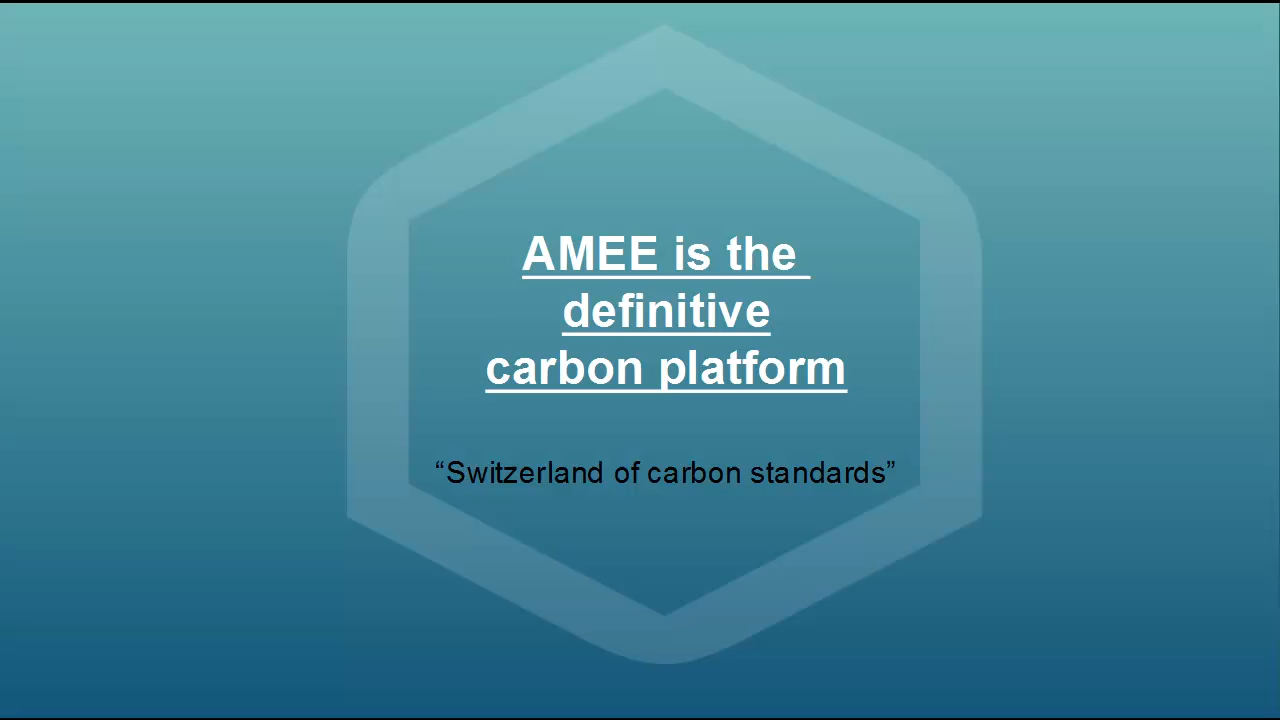 AMEE is the
definitive
carbon platform
“Switzerland of carbon standards”